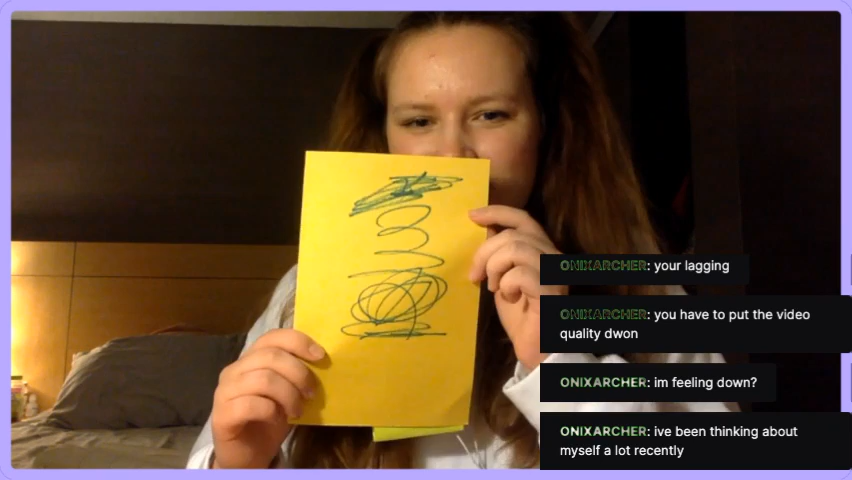 ONIXARCHER: your lagging
ONIXARCHER: you have to put the video
quality dwon
ONIXARCHER: im feeling down?
ONIXARCHER: ive been thinking about
myself a lot recently